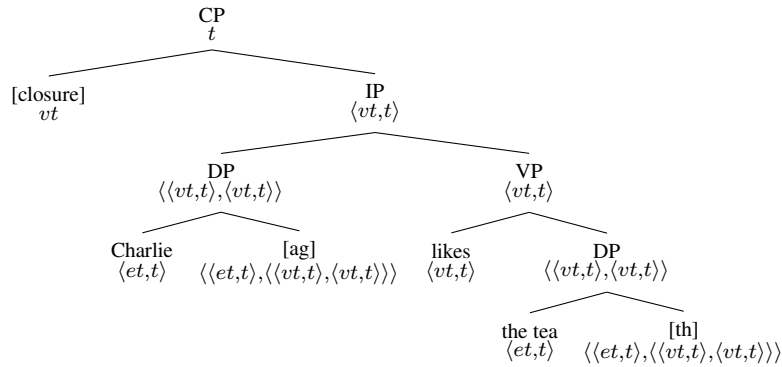 CP
t
[closure] IP
vt ⟨vt,t⟩
DP VP
⟨⟨vt,t⟩,⟨vt,t⟩⟩ ⟨vt,t⟩
Charlie [ag] likes DP
⟨et,t⟩ ⟨⟨et,t⟩,⟨⟨vt,t⟩,⟨vt,t⟩⟩⟩ ⟨vt,t⟩ ⟨⟨vt,t⟩,⟨vt,t⟩⟩
the tea [th]
⟨et,t⟩ ⟨⟨et,t⟩,⟨⟨vt,t⟩,⟨vt,t⟩⟩⟩